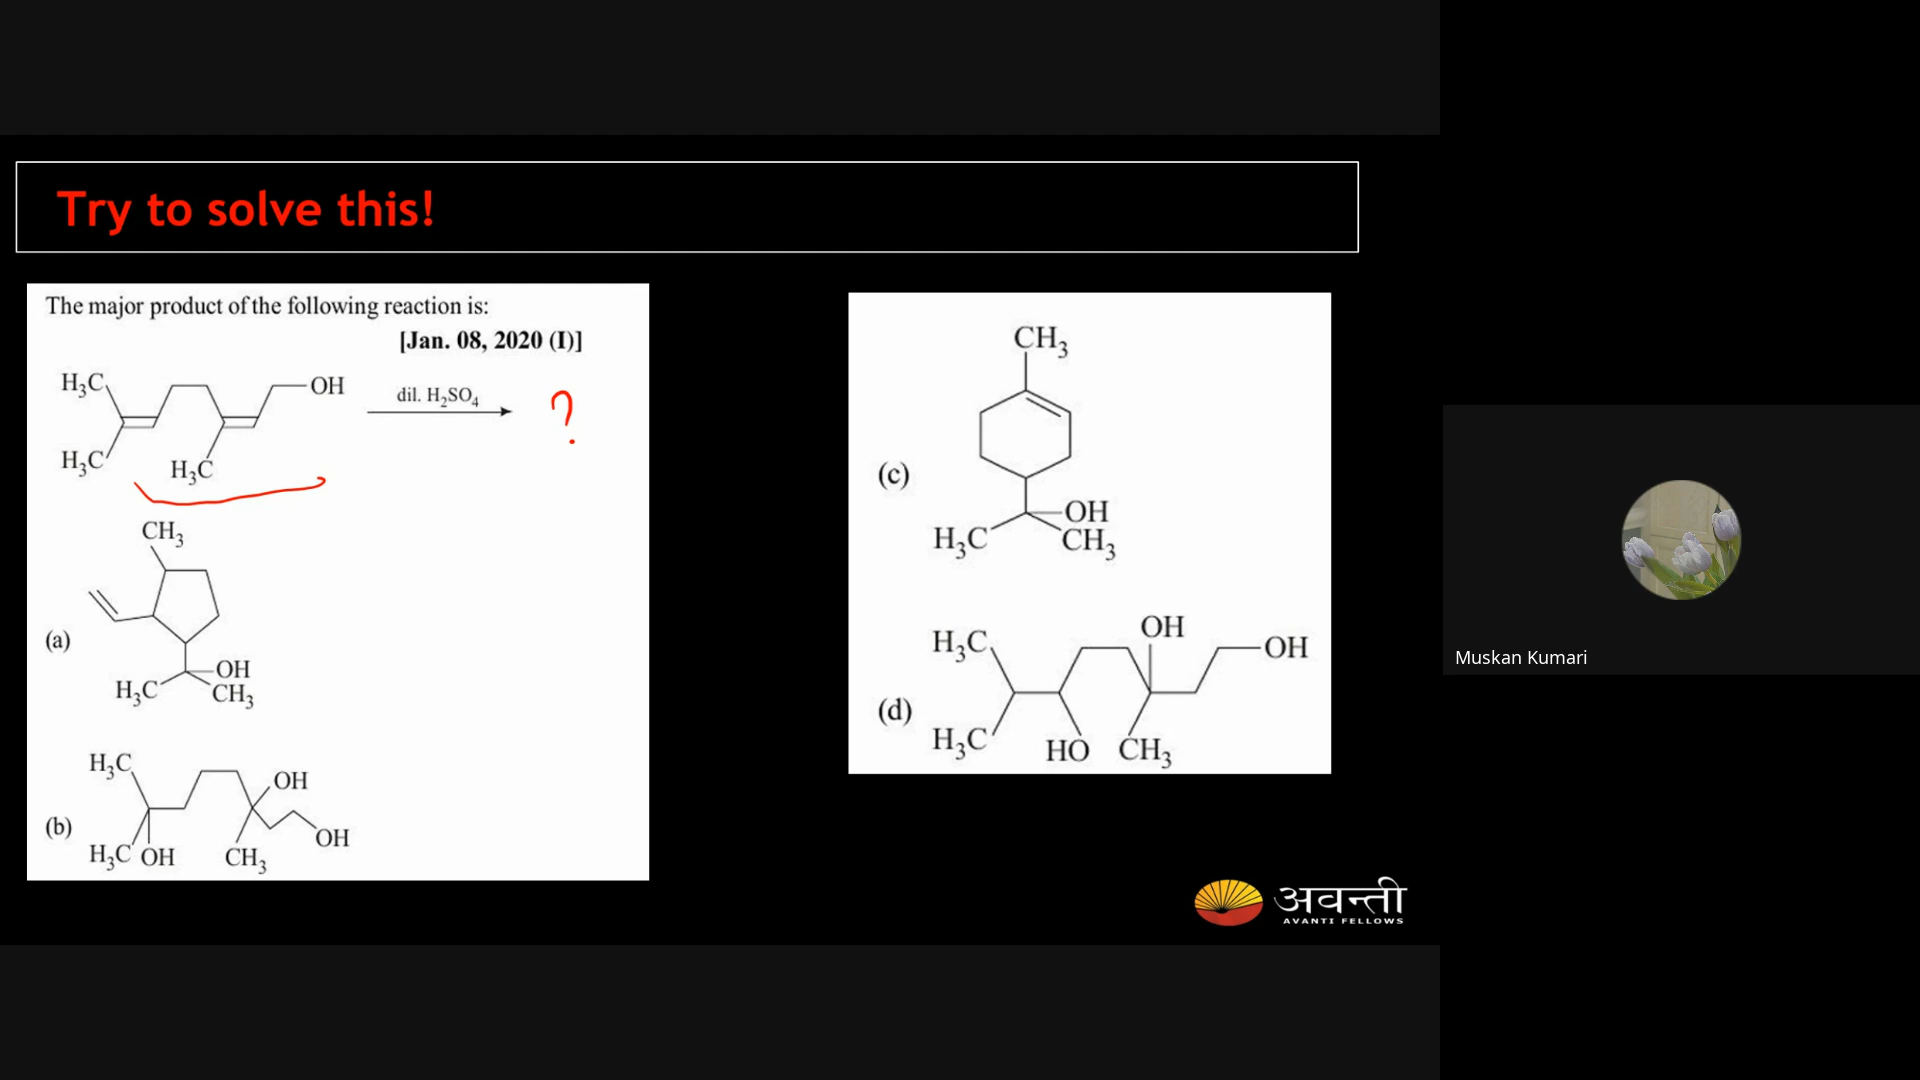 Try to solve this!
The major product of the following reaction is:
[Jan. 08, 2020 (I)]
H₃C
OH
dil. H₂SO₄
?
H₃C
H₃C
CH₃
(a)
OH
H₃C
CH₃
H₃C
OH
(b)
OH
H₃C
OH
CH₃
CH₃
(c)
OH
H₃C
CH₃
OH
H₃C
OH
(d)
H₃C
HO
CH₃
Muskan Kumari
अवन्ती
AVANTI FELLOWS